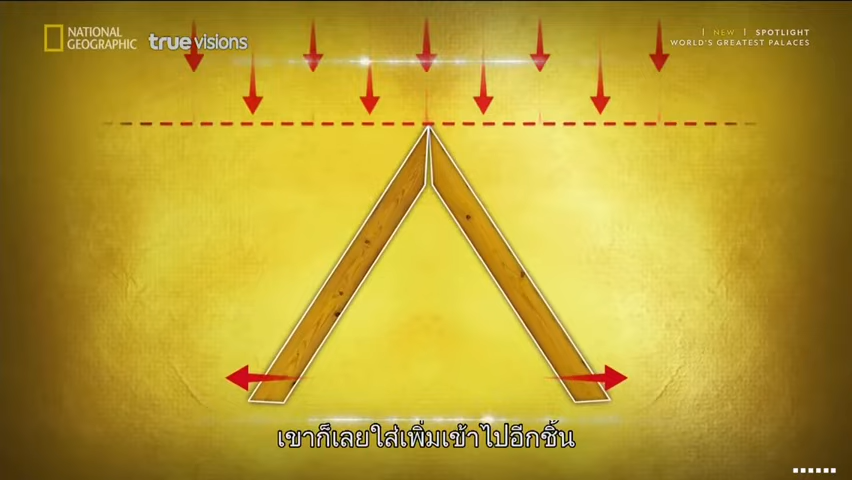 NATIONAL
GEOGRAPHIC
truevisions
NEW | SPOTLIGHT
WORLD'S GREATEST PALACES
เขาก็เลยใส่เพิ่มเข้าไปอีกชิ้น